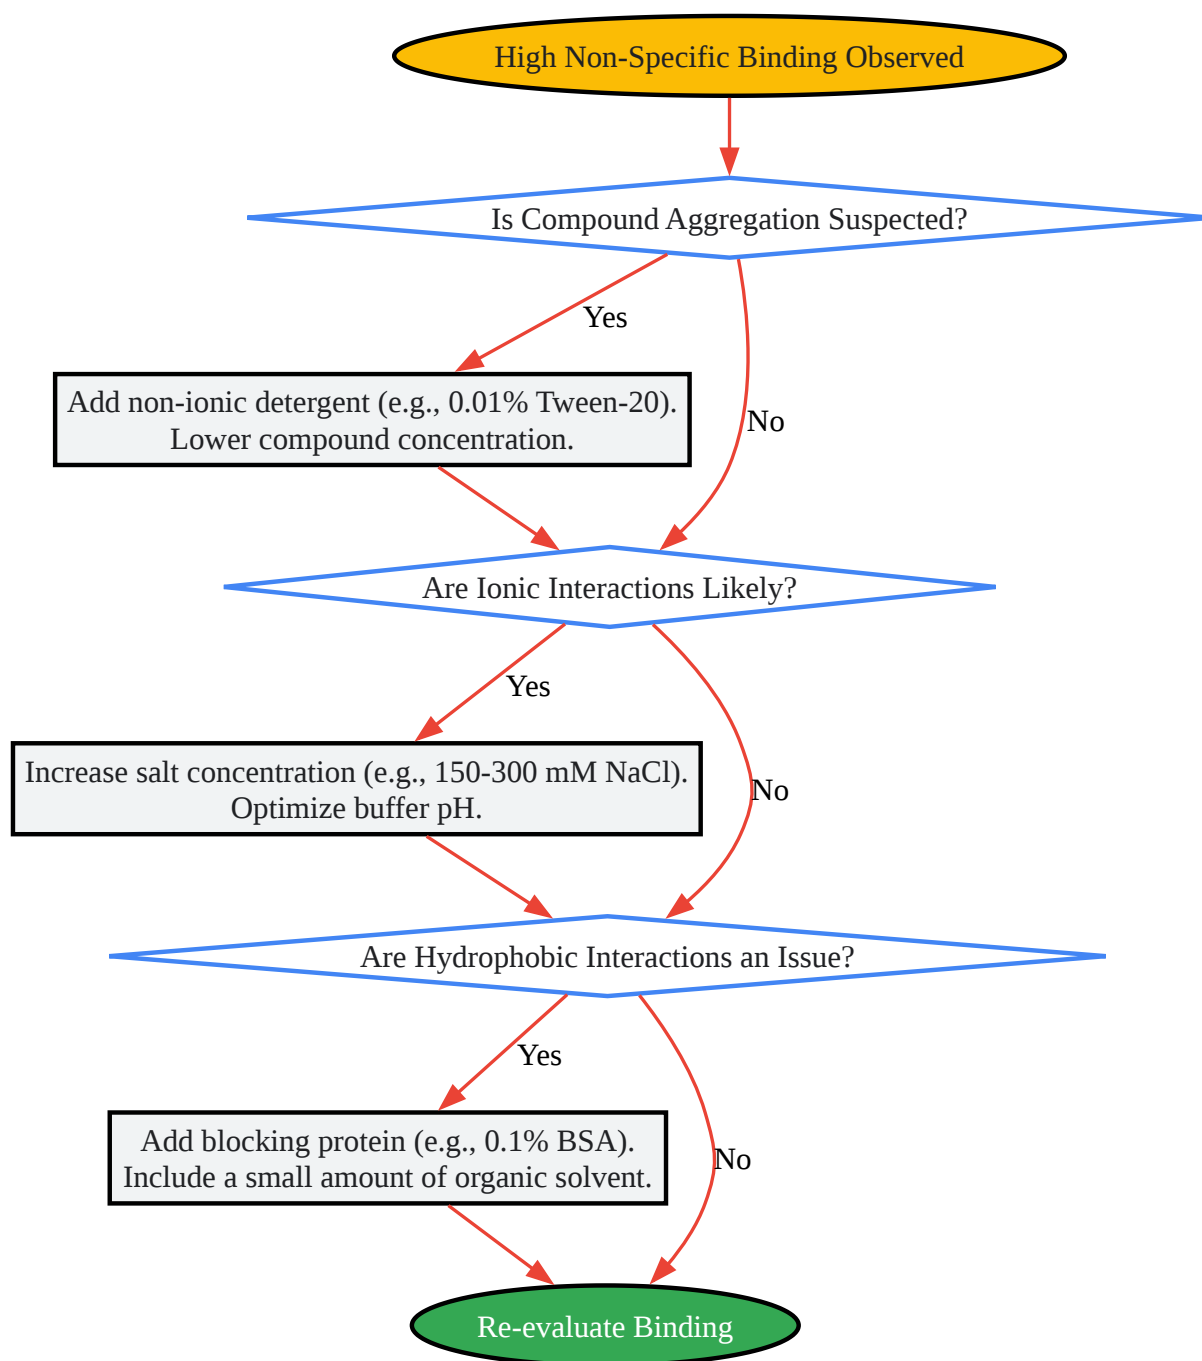 High Non-Specific Binding Observed
Is Compound Aggregation Suspected?
Yes
Add non-ionic detergent (e.g., 0.01% Tween-20).
Lower compound concentration.
No
Are Ionic Interactions Likely?
Yes
Increase salt concentration (e.g., 150-300 mM NaCl).
Optimize buffer pH.
No
Are Hydrophobic Interactions an Issue?
Yes
Add blocking protein (e.g., 0.1% BSA).
Include a small amount of organic solvent.
No
Re-evaluate Binding